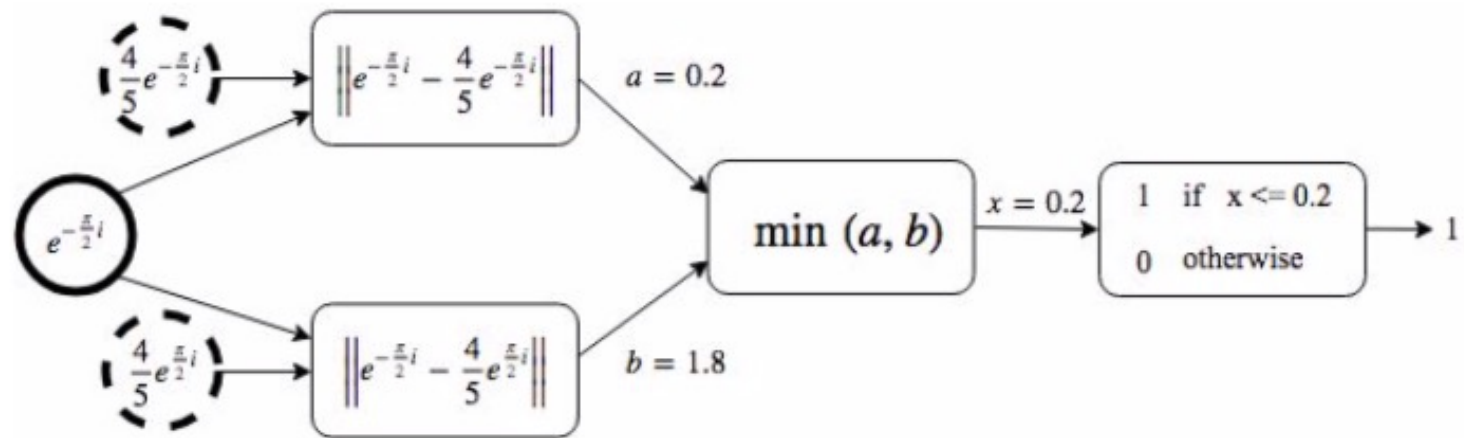 4/5 e^{-π/2 i}
‖e^{-π/2 i} − 4/5 e^{-π/2 i}‖
a = 0.2
e^{-π/2 i}
min (a, b)
x = 0.2
1 if x <= 0.2
0 otherwise
1
4/5 e^{π/2 i}
‖e^{-π/2 i} − 4/5 e^{π/2 i}‖
b = 1.8